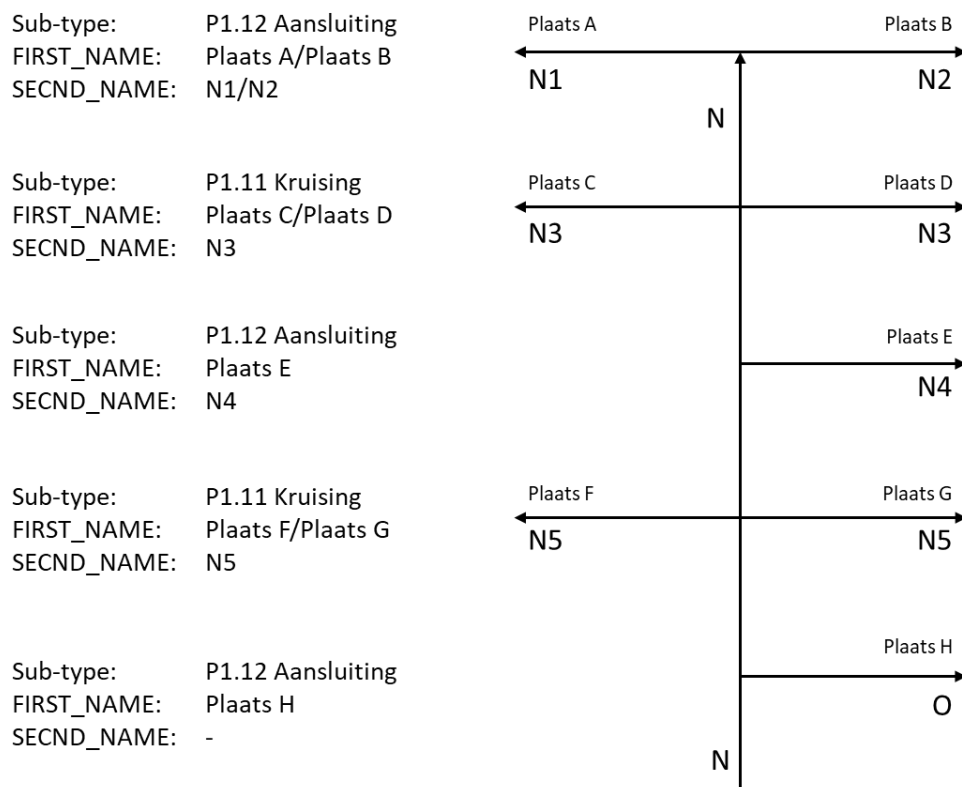 Sub-type: P1.12 Aansluiting
FIRST_NAME: Plaats A/Plaats B
SECND_NAME: N1/N2
Plaats A Plaats B
N1 N2
N
Sub-type: P1.11 Kruising
FIRST_NAME: Plaats C/Plaats D
SECND_NAME: N3
Plaats C Plaats D
N3 N3
Sub-type: P1.12 Aansluiting
FIRST_NAME: Plaats E
SECND_NAME: N4
Plaats E
N4
Sub-type: P1.11 Kruising
FIRST_NAME: Plaats F/Plaats G
SECND_NAME: N5
Plaats F Plaats G
N5 N5
Sub-type: P1.12 Aansluiting
FIRST_NAME: Plaats H
SECND_NAME: -
Plaats H
O
N